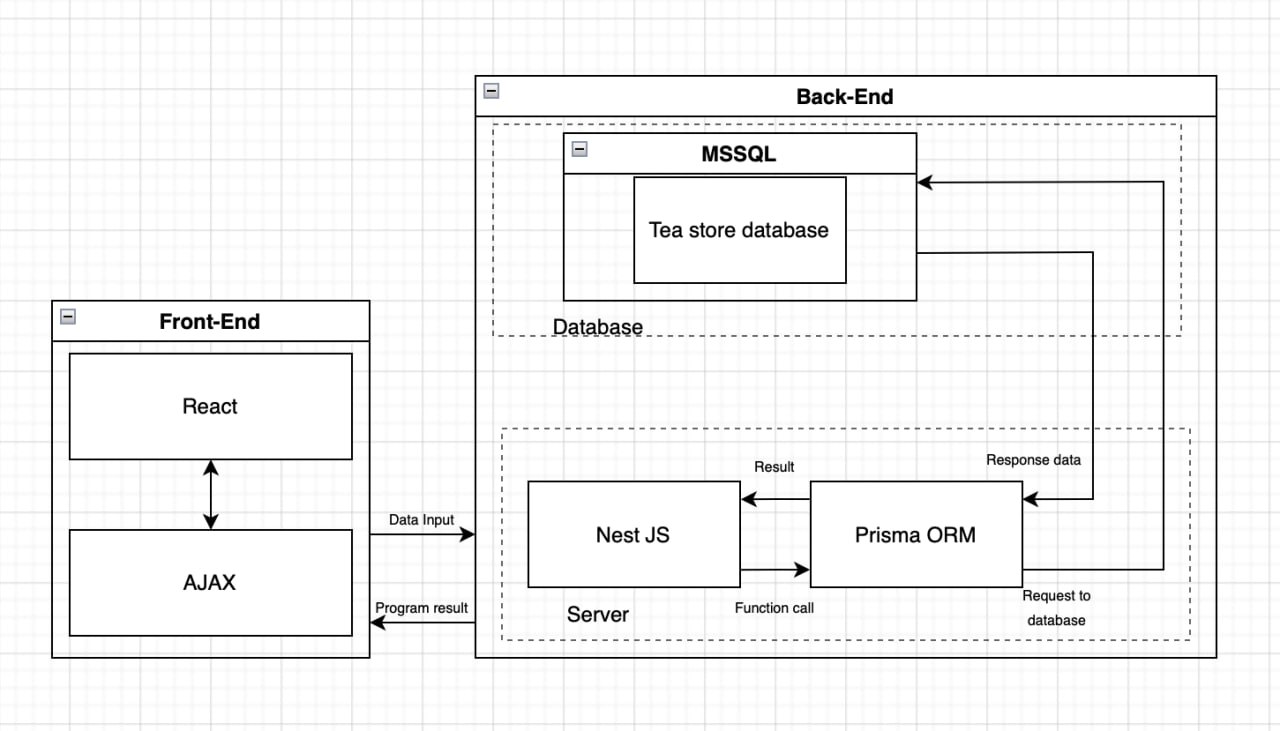 Back-End
MSSQL
Tea store database
Database
Front-End
React
AJAX
Data Input
Program result
Result
Response data
Nest JS
Prisma ORM
Function call
Server
Request to
database